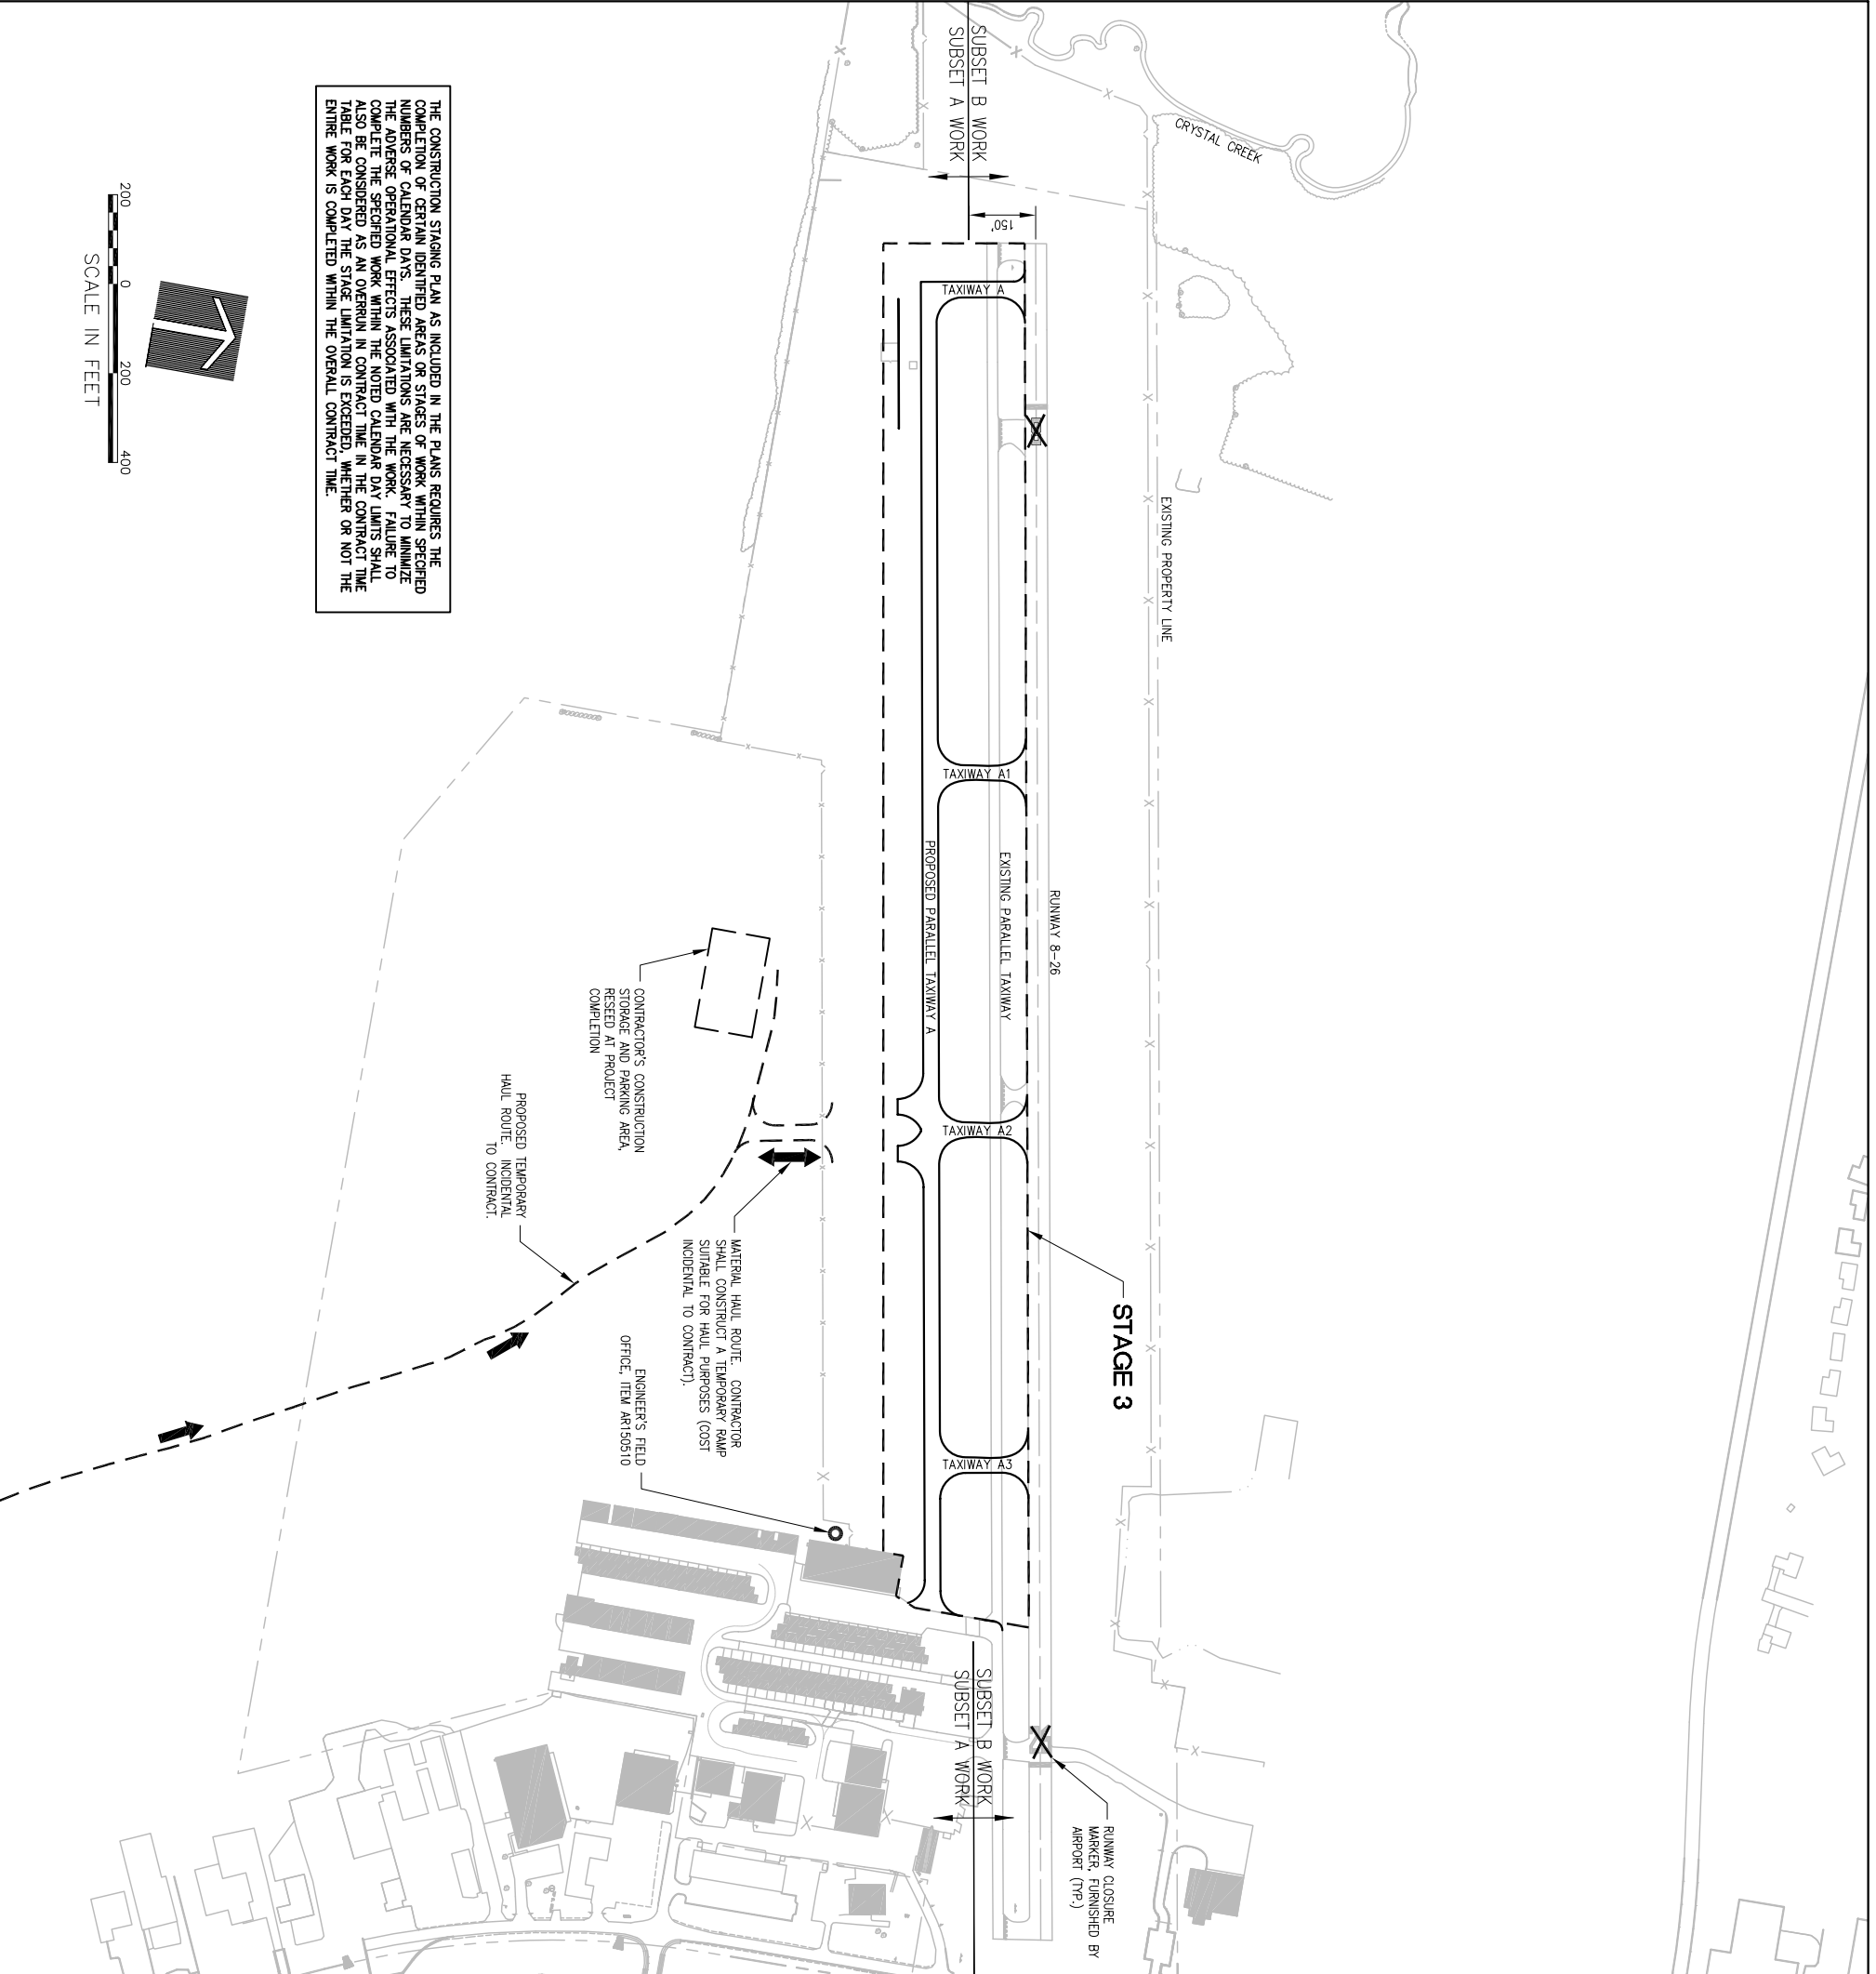 SUBSET B WORK
SUBSET A WORK
CRYSTAL CREEK
150'
EXISTING PROPERTY LINE
RUNWAY 8-26
TAXIWAY A
TAXIWAY A1
TAXIWAY A2
TAXIWAY A3
EXISTING PARALLEL TAXIWAY
PROPOSED PARALLEL TAXIWAY A
STAGE 3
SUBSET B WORK
SUBSET A WORK
RUNWAY CLOSURE
MARKER, FURNISHED BY
AIRPORT (TYP.)
CONTRACTOR'S CONSTRUCTION
STORAGE AND PARKING AREA,
RESEED AT PROJECT
COMPLETION
MATERIAL HAUL ROUTE. CONTRACTOR
SHALL CONSTRUCT A TEMPORARY RAMP
SUITABLE FOR HAUL PURPOSES (COST
INCIDENTAL TO CONTRACT).
ENGINEER'S FIELD
OFFICE, ITEM AR150510
PROPOSED TEMPORARY
HAUL ROUTE. INCIDENTAL
TO CONTRACT.
THE CONSTRUCTION STAGING PLAN AS INCLUDED IN THE PLANS REQUIRES THE
COMPLETION OF CERTAIN IDENTIFIED AREAS OR STAGES OF WORK WITHIN SPECIFIED
NUMBERS OF CALENDAR DAYS. THESE LIMITATIONS ARE NECESSARY TO MINIMIZE
THE ADVERSE OPERATIONAL EFFECTS ASSOCIATED WITH THE WORK. FAILURE TO
COMPLETE THE SPECIFIED WORK WITHIN THE NOTED CALENDAR DAY LIMITS SHALL
ALSO BE CONSIDERED AS AN OVERRUN IN CONTRACT TIME IN THE CONTRACT TIME
TABLE FOR EACH DAY THE STAGE LIMITATION IS EXCEEDED, WHETHER OR NOT THE
ENTIRE WORK IS COMPLETED WITHIN THE OVERALL CONTRACT TIME.
200 0 200 400
SCALE IN FEET